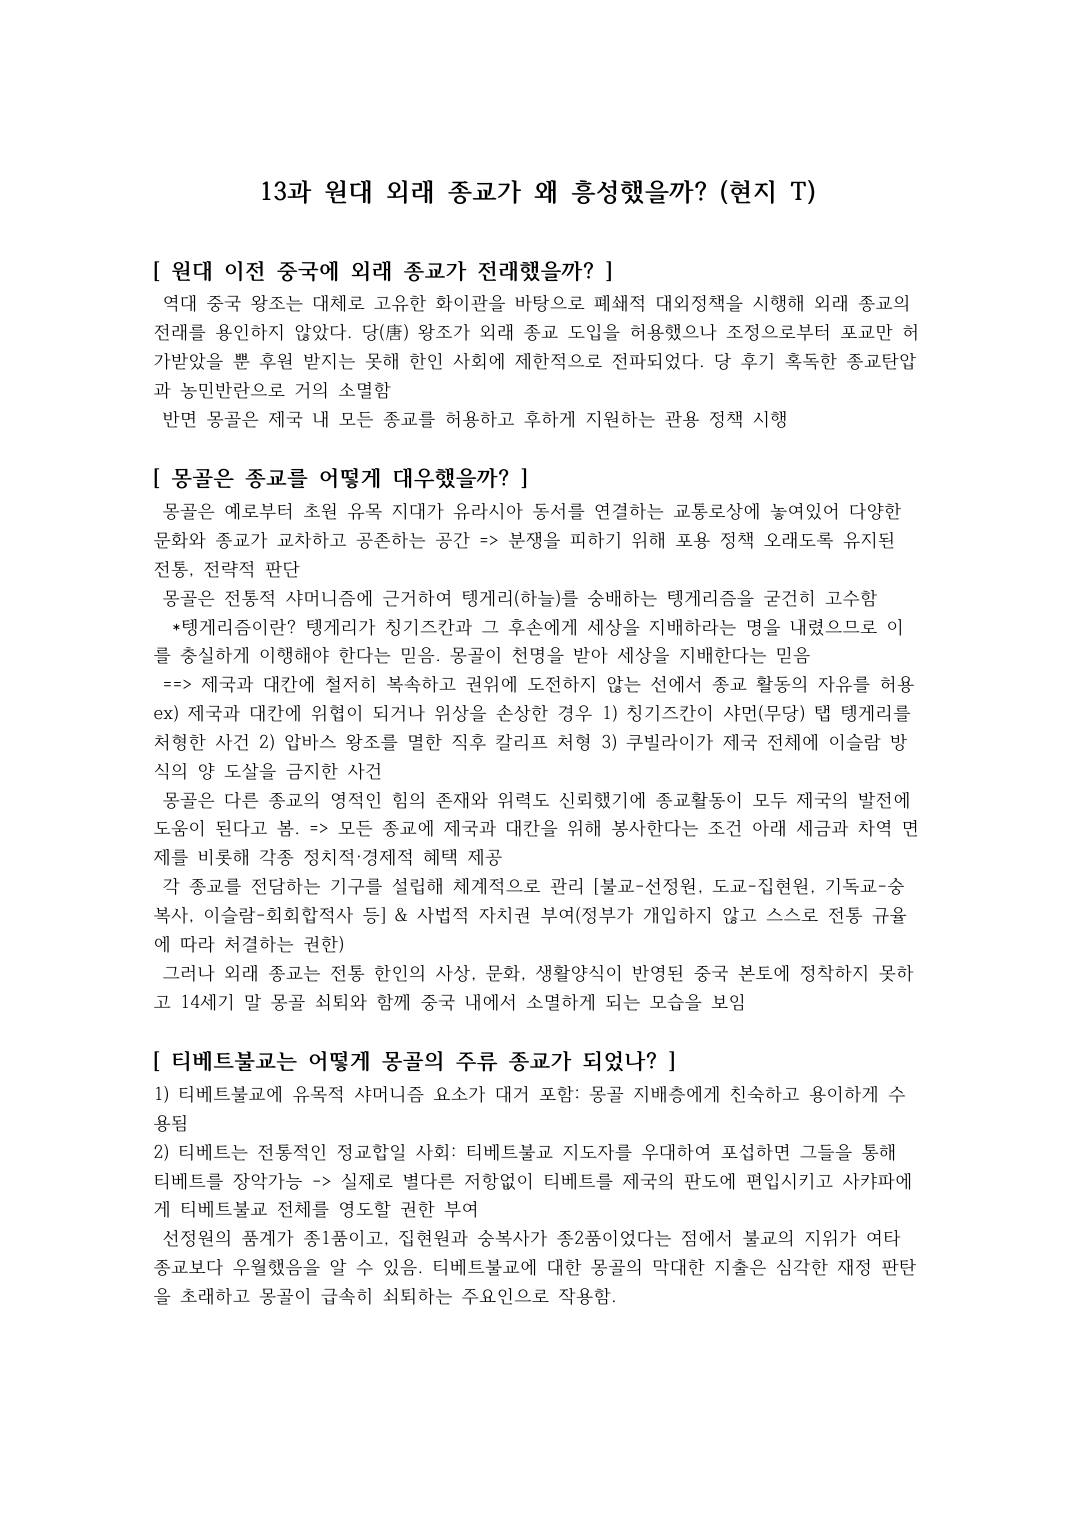 13과 원대 외래 종교가 왜 흥성했을까? (현지 T)
[ 원대 이전 중국에 외래 종교가 전래했을까? ]
역대 중국 왕조는 대체로 고유한 화이관을 바탕으로 폐쇄적 대외정책을 시행해 외래 종교의
전래를 용인하지 않았다. 당(唐) 왕조가 외래 종교 도입을 허용했으나 조정으로부터 포교만 허
가받았을 뿐 후원 받지는 못해 한인 사회에 제한적으로 전파되었다. 당 후기 혹독한 종교탄압
과 농민반란으로 거의 소멸함
반면 몽골은 제국 내 모든 종교를 허용하고 후하게 지원하는 관용 정책 시행
[ 몽골은 종교를 어떻게 대우했을까? ]
몽골은 예로부터 초원 유목 지대가 유라시아 동서를 연결하는 교통로상에 놓여있어 다양한
문화와 종교가 교차하고 공존하는 공간 => 분쟁을 피하기 위해 포용 정책 오래도록 유지된
전통, 전략적 판단
몽골은 전통적 샤머니즘에 근거하여 텡게리(하늘)를 숭배하는 텡게리즘을 굳건히 고수함
*텡게리즘이란? 텡게리가 칭기즈칸과 그 후손에게 세상을 지배하라는 명을 내렸으므로 이
를 충실하게 이행해야 한다는 믿음. 몽골이 천명을 받아 세상을 지배한다는 믿음
==> 제국과 대칸에 철저히 복속하고 권위에 도전하지 않는 선에서 종교 활동의 자유를 허용
ex) 제국과 대칸에 위협이 되거나 위상을 손상한 경우 1) 칭기즈칸이 샤먼(무당) 탭 텡게리를
처형한 사건 2) 압바스 왕조를 멸한 직후 칼리프 처형 3) 쿠빌라이가 제국 전체에 이슬람 방
식의 양 도살을 금지한 사건
몽골은 다른 종교의 영적인 힘의 존재와 위력도 신뢰했기에 종교활동이 모두 제국의 발전에
도움이 된다고 봄. => 모든 종교에 제국과 대칸을 위해 봉사한다는 조건 아래 세금과 차역 면
제를 비롯해 각종 정치적·경제적 혜택 제공
각 종교를 전담하는 기구를 설립해 체계적으로 관리 [불교-선정원, 도교-집현원, 기독교-숭
복사, 이슬람-회회합적사 등] & 사법적 자치권 부여(정부가 개입하지 않고 스스로 전통 규율
에 따라 처결하는 권한)
그러나 외래 종교는 전통 한인의 사상, 문화, 생활양식이 반영된 중국 본토에 정착하지 못하
고 14세기 말 몽골 쇠퇴와 함께 중국 내에서 소멸하게 되는 모습을 보임
[ 티베트불교는 어떻게 몽골의 주류 종교가 되었나? ]
1) 티베트불교에 유목적 샤머니즘 요소가 대거 포함: 몽골 지배층에게 친숙하고 용이하게 수
용됨
2) 티베트는 전통적인 정교합일 사회: 티베트불교 지도자를 우대하여 포섭하면 그들을 통해
티베트를 장악가능 -> 실제로 별다른 저항없이 티베트를 제국의 판도에 편입시키고 사캬파에
게 티베트불교 전체를 영도할 권한 부여
선정원의 품계가 종1품이고, 집현원과 숭복사가 종2품이었다는 점에서 불교의 지위가 여타
종교보다 우월했음을 알 수 있음. 티베트불교에 대한 몽골의 막대한 지출은 심각한 재정 판탄
을 초래하고 몽골이 급속히 쇠퇴하는 주요인으로 작용함.